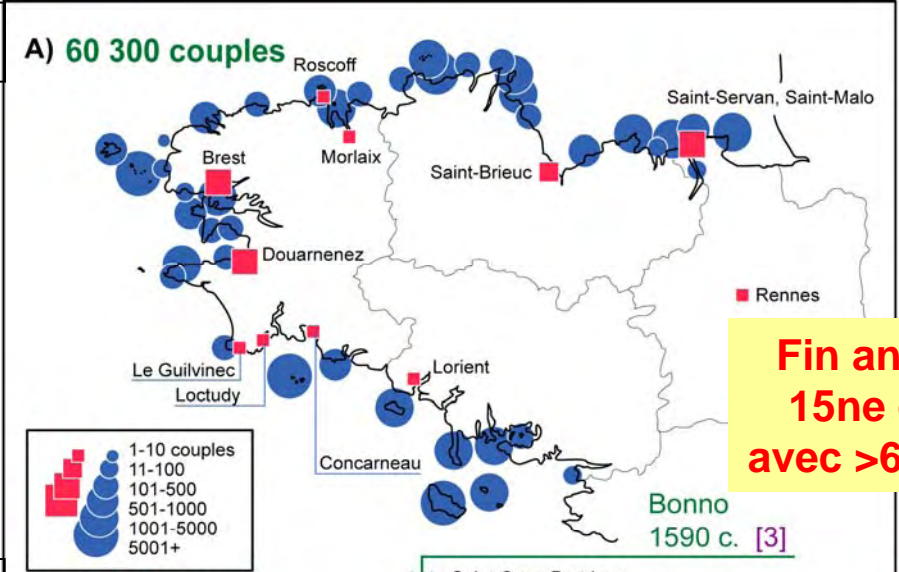 A) 60 300 couples
Roscoff
Saint-Servan, Saint-Malo
Brest
Morlaix
Saint-Brieuc
Douarnenez
Rennes
Fin an
15ne
avec >6
Le Guilvinec
Loctudy
Lorient
Concarneau
1-10 couples
11-100
101-500
501-1000
1001-5000
5001+
Bonno
1590 c. [3]